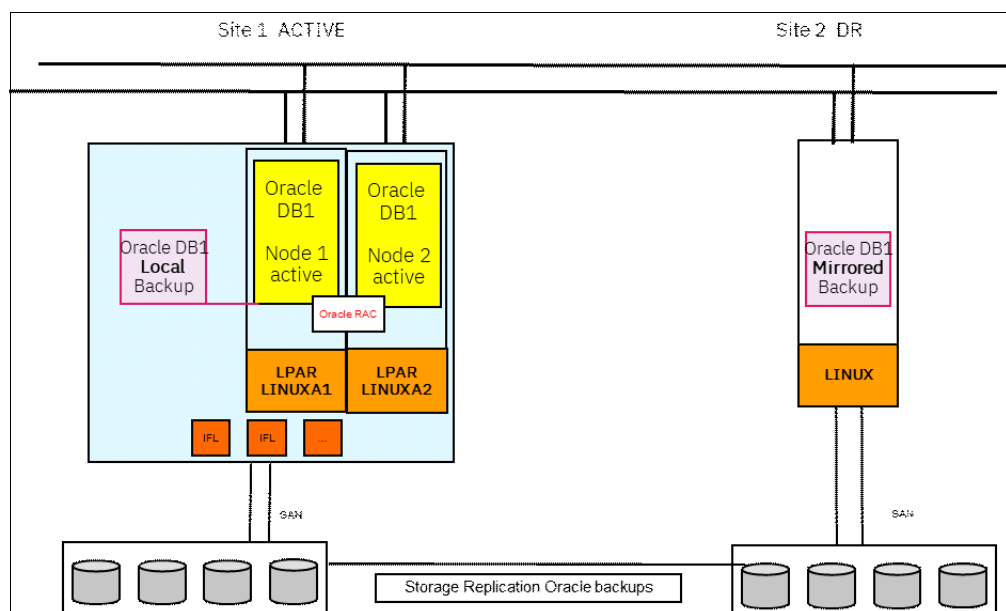 Site 1 ACTIVE
Site 2 DR
Oracle
DB1
Node 1
active
Oracle
DB1
Node 2
active
Oracle DB1
Local
Backup
Oracle RAC
LPAR
LINUXA1
LPAR
LINUXA2
IFL
IFL
...
SAN
Oracle DB1
Mirrored
Backup
LINUX
SAN
Storage Replication Oracle backups